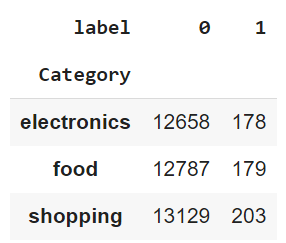 label 0 1
Category
electronics 12658 178
food 12787 179
shopping 13129 203